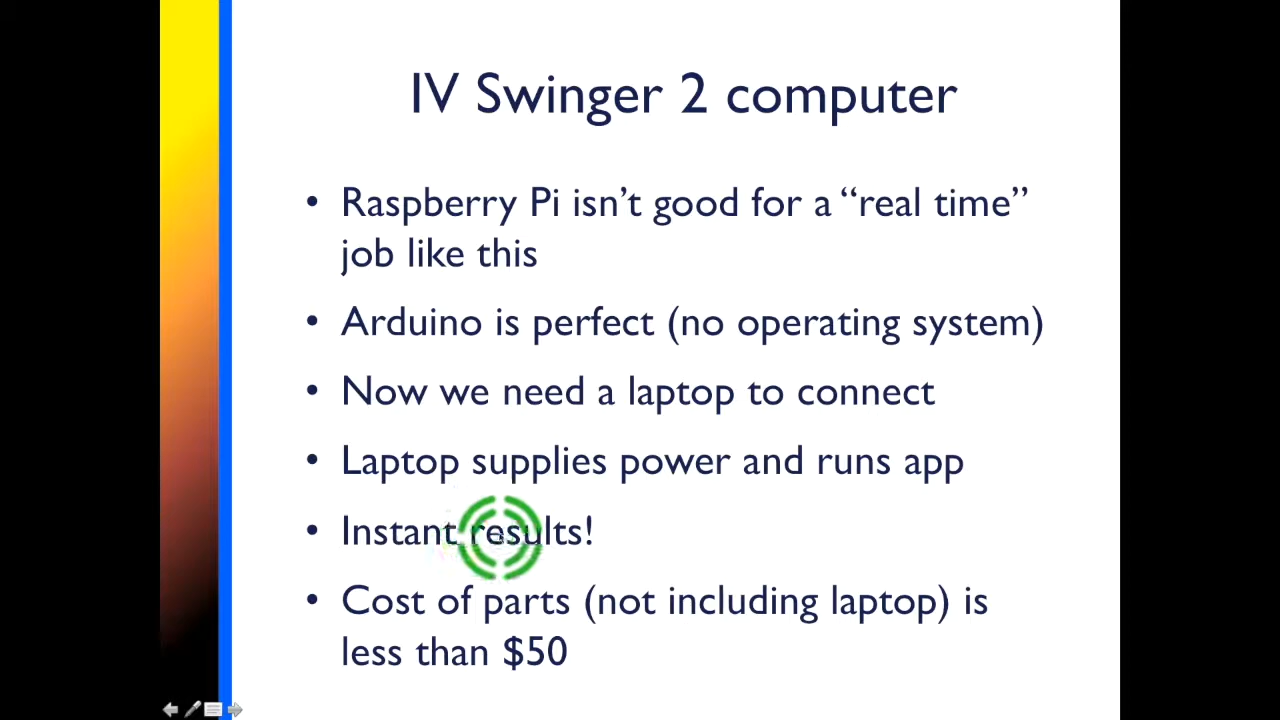 IV Swinger 2 computer
• Raspberry Pi isn’t good for a “real time”
job like this
• Arduino is perfect (no operating system)
• Now we need a laptop to connect
• Laptop supplies power and runs app
• Instant results!
• Cost of parts (not including laptop) is
less than $50